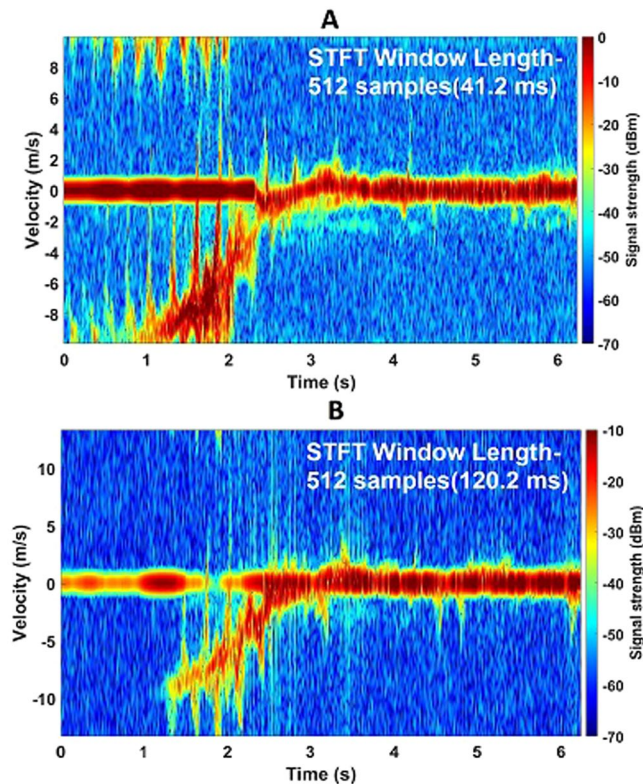 A
STFT Window Length-
512 samples(41.2 ms)
8
6
4
2
0
-2
-4
-6
-8
Velocity (m/s)
0 1 2 3 4 5 6
Time (s)
0
-10
-20
-30
-40
-50
-60
-70
Signal strength (dBm)
B
STFT Window Length-
512 samples(120.2 ms)
10
5
0
-5
-10
Velocity (m/s)
0 1 2 3 4 5 6
Time (s)
-10
-20
-30
-40
-50
-60
-70
Signal strength (dBm)